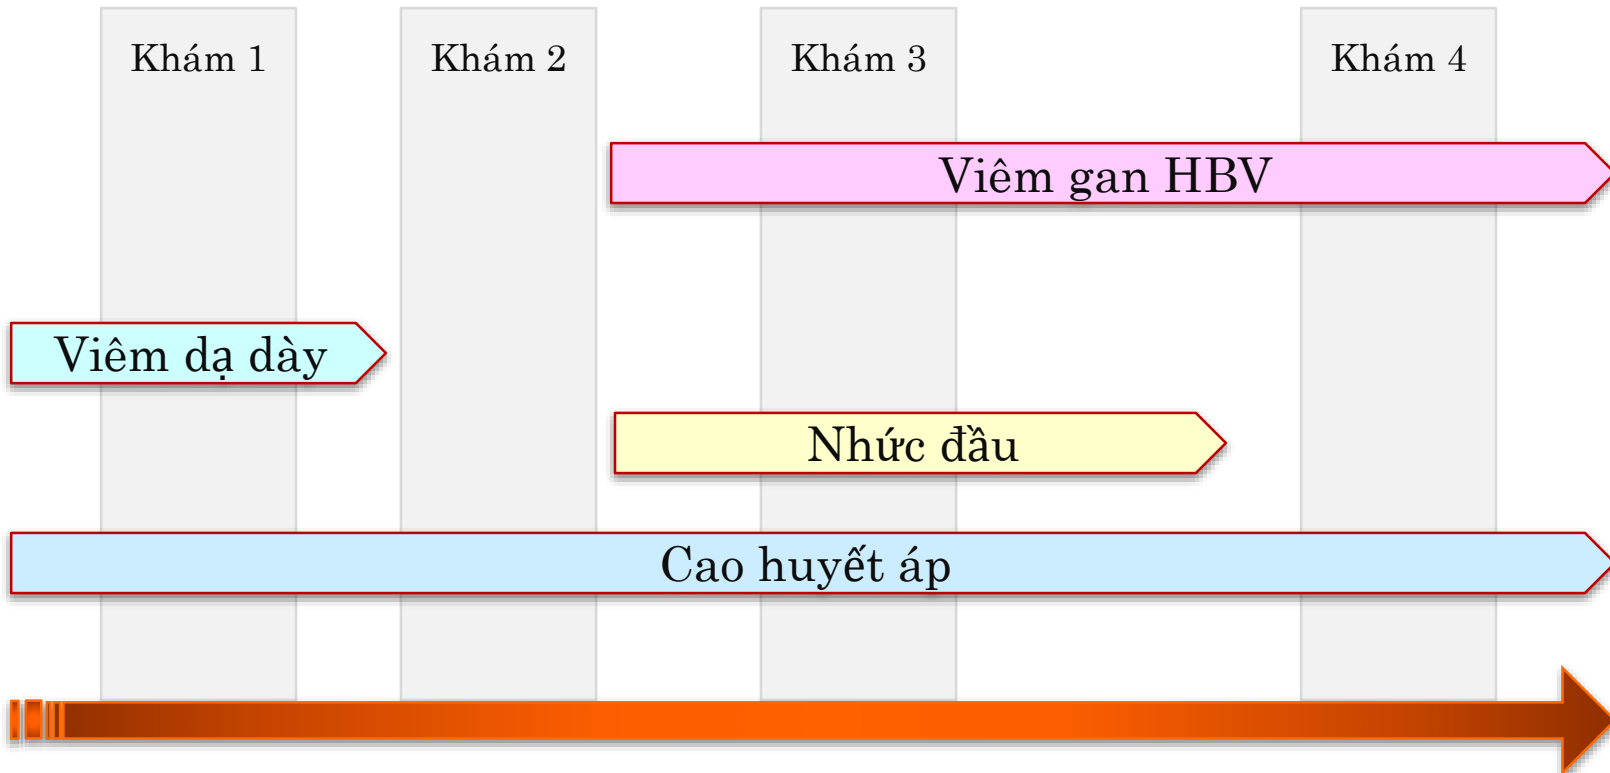 Khám 1
Khám 2
Khám 3
Khám 4
Viêm gan HBV
Viêm dạ dày
Nhức đầu
Cao huyết áp